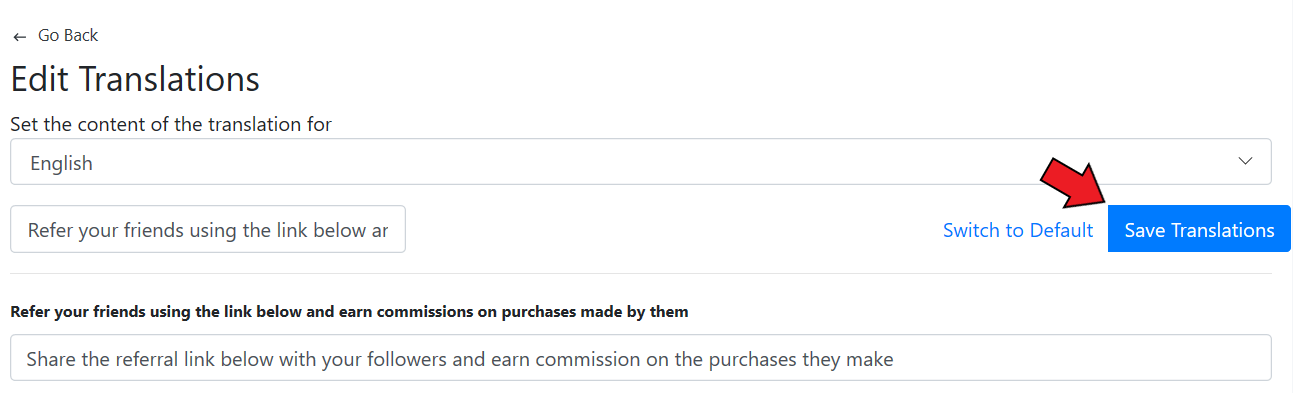 ← Go Back
Edit Translations
Set the content of the translation for
English
Refer your friends using the link below ar
Switch to Default
Save Translations
Refer your friends using the link below and earn commissions on purchases made by them
Share the referral link below with your followers and earn commission on the purchases they make